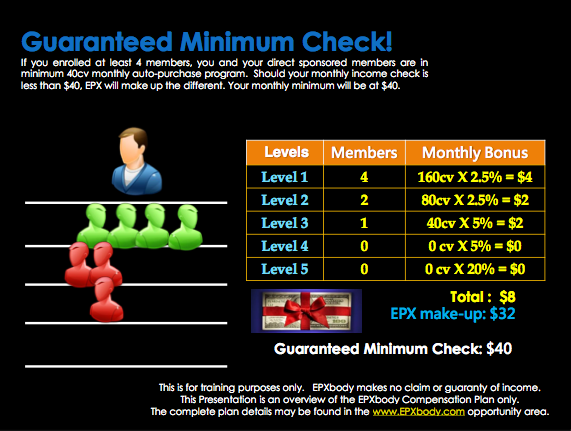 Guaranteed Minimum Check!
If you enrolled at least 4 members, you and your direct sponsored members are in
minimum 40cv monthly auto-purchase program. Should your monthly income check is
less than $40, EPX will make up the different. Your monthly minimum will be at $40.
Levels Members Monthly Bonus
Level 1 4 160cv X 2.5% = $4
Level 2 2 80cv X 2.5% = $2
Level 3 1 40cv X 5% = $2
Level 4 0 0 cv X 5% = $0
Level 5 0 0 cv X 20% = $0
Total : $8
EPX make-up: $32
Guaranteed Minimum Check: $40
This is for training purposes only. EPXbody makes no claim or guaranty of income.
This Presentation is an overview of the EPXbody Compensation Plan only.
The complete plan details may be found in the www.EPXbody.com opportunity area.